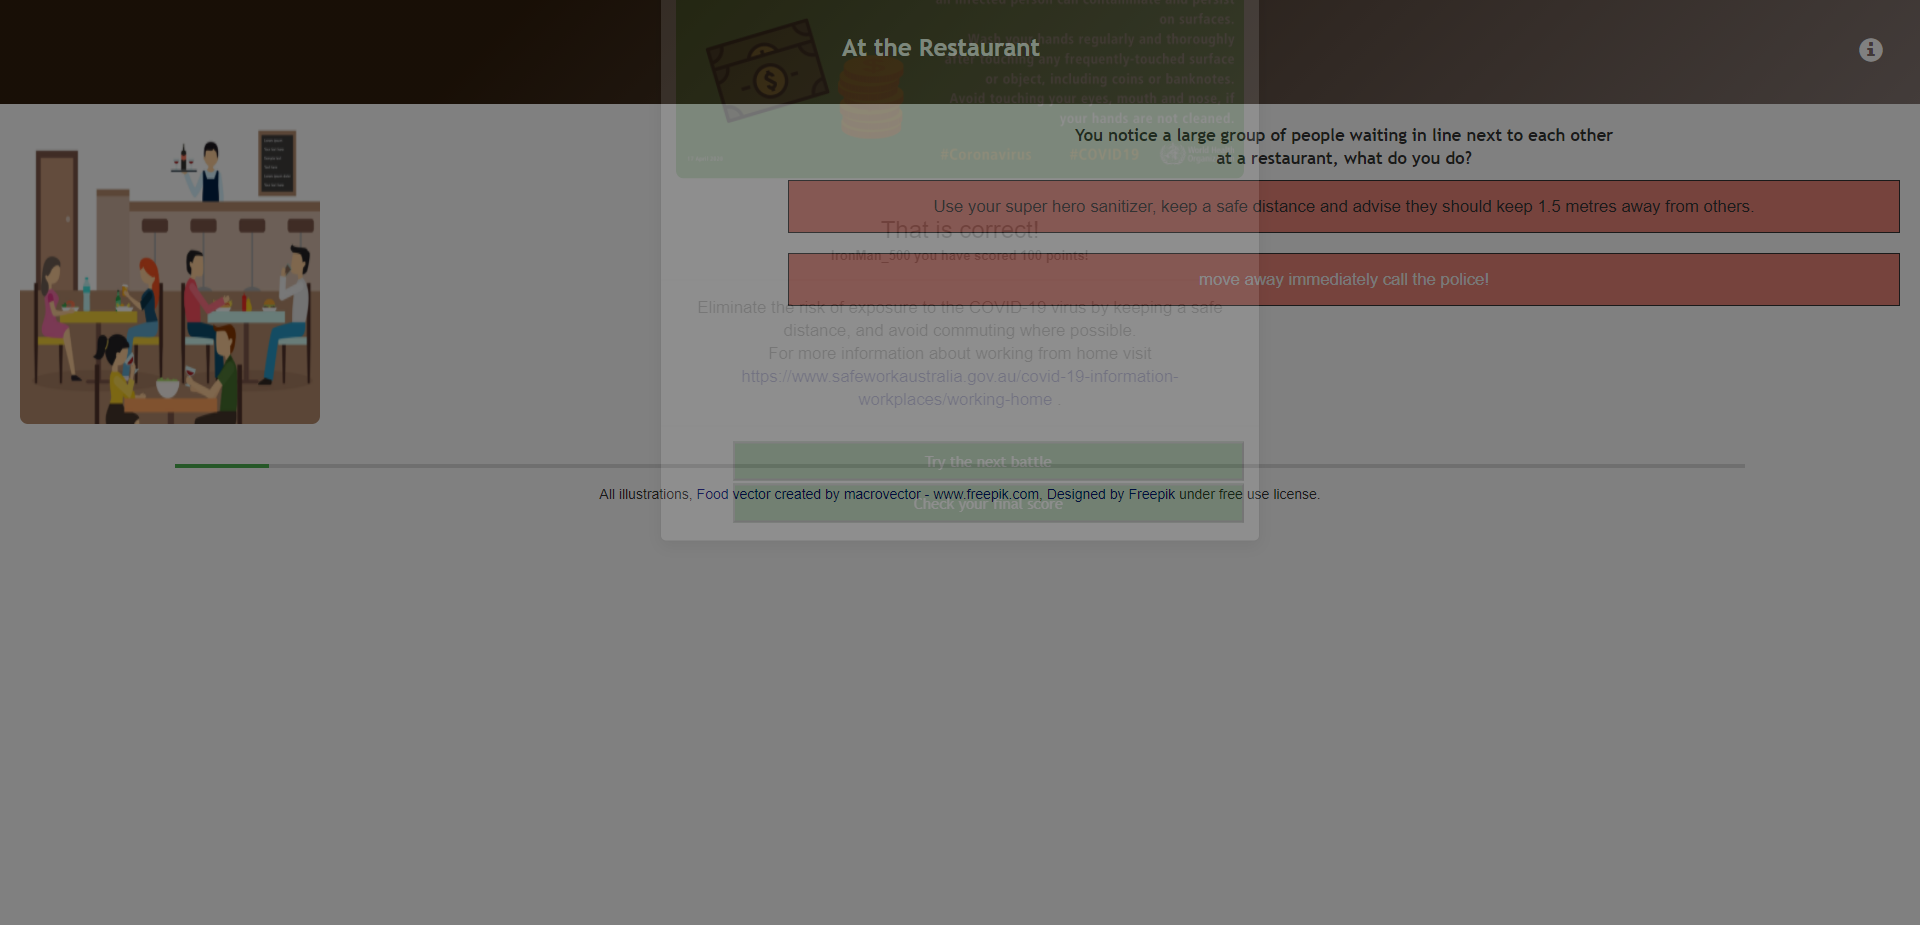 an infected person can contaminate and persist
on surfaces.
At the Restaurant
Wash your hands regularly and thoroughly
after touching any frequently-touched surface
or object, including coins or banknotes.
Avoid touching your eyes, mouth and nose, if
your hands are not cleaned.
#Coronavirus #COVID19
You notice a large group of people waiting in line next to each other
at a restaurant, what do you do?
Use your super hero sanitizer, keep a safe distance and advise they should keep 1.5 metres away from others.
That is correct!
IronMan_500 you have scored 100 points!
move away immediately call the police!
Eliminate the risk of exposure to the COVID-19 virus by keeping a safe
distance, and avoid commuting where possible.
For more information about working from home visit
https://www.safeworkaustralia.gov.au/covid-19-information-
workplaces/working-home .
Try the next battle
All illustrations, Food vector created by macrovector - www.freepik.com, Designed by Freepik under free use license.
Check your final score